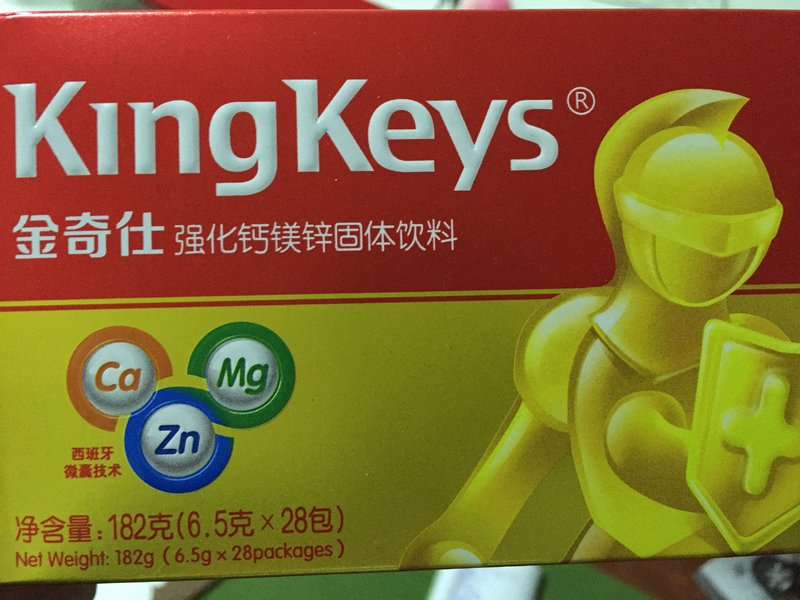 KingKeys®
金奇仕 强化钙镁锌固体饮料
Ca
Mg
Zn
西班牙
微囊技术
净含量：182克(6.5克×28包)
Net Weight: 182g (6.5g×28packages)